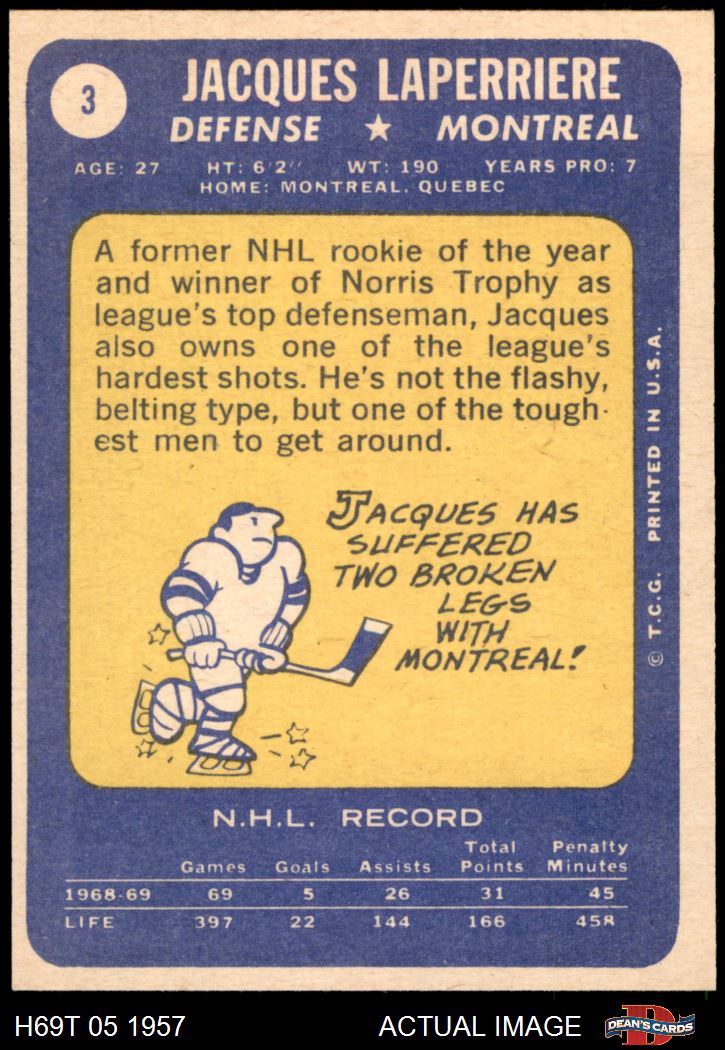 3
JACQUES LAPERRIERE
DEFENSE ★ MONTREAL
AGE: 27 HT: 6'2'' WT: 190 YEARS PRO: 7
HOME: MONTREAL, QUEBEC
A former NHL rookie of the year
and winner of Norris Trophy as
league's top defenseman, Jacques
also owns one of the league's
hardest shots. He's not the flashy,
belting type, but one of the tough-
est men to get around.
JACQUES HAS
SUFFERED
TWO BROKEN
LEGS
WITH
MONTREAL!
© T.C.G. PRINTED IN U.S.A.
N.H.L. RECORD
Games Goals Assists Total Points Penalty Minutes
1968-69 69 5 26 31 45
LIFE 397 22 144 166 458
H69T 05 1957 ACTUAL IMAGE
D
DEAN'S CARDS